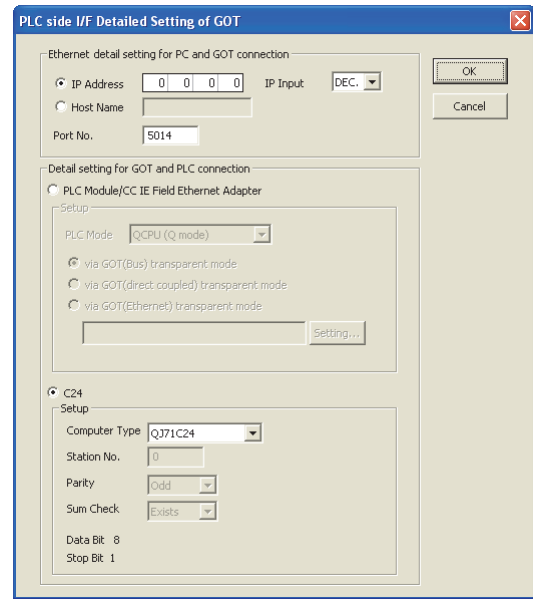 PLC side I/F Detailed Setting of GOT
Ethernet detail setting for PC and GOT connection
OK
IP Address 0 0 0 0 IP Input DEC.
Host Name
Cancel
Port No. 5014
Detail setting for GOT and PLC connection
PLC Module/CC IE Field Ethernet Adapter
Setup
PLC Mode QCPU (Q mode)
via GOT(Bus) transparent mode
via GOT(direct coupled) transparent mode
via GOT(Ethernet) transparent mode
Setting...
C24
Setup
Computer Type QJ71C24
Station No. 0
Parity Odd
Sum Check Exists
Data Bit 8
Stop Bit 1